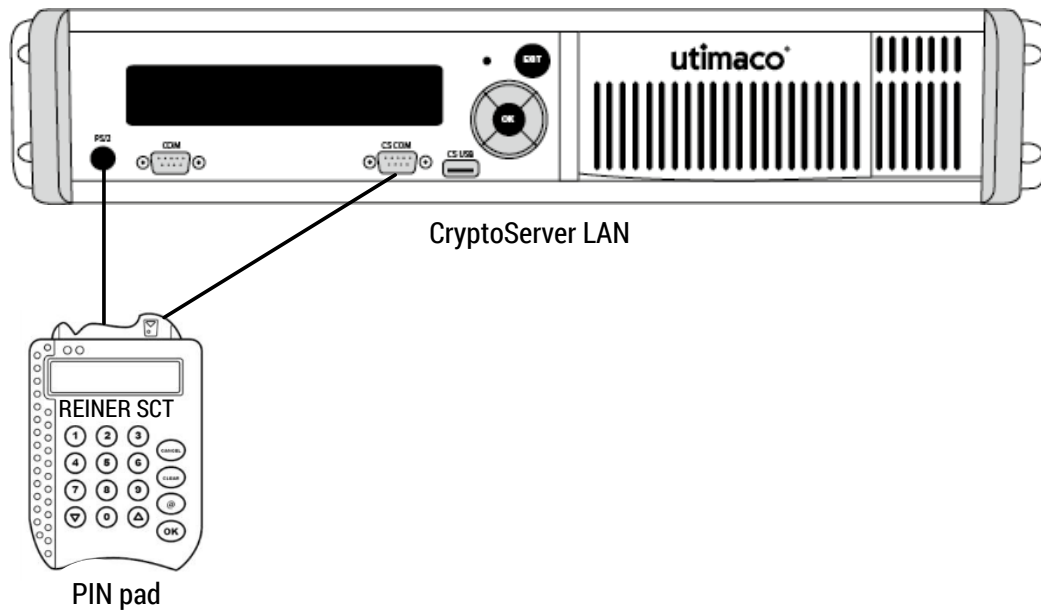 utimaco®
EXIT
OK
PS/2
COM
CS COM
CS USB
CryptoServer LAN
REINER SCT
1 2 3
CANCEL
4 5 6
CLEAR
7 8 9
@
0
OK
PIN pad